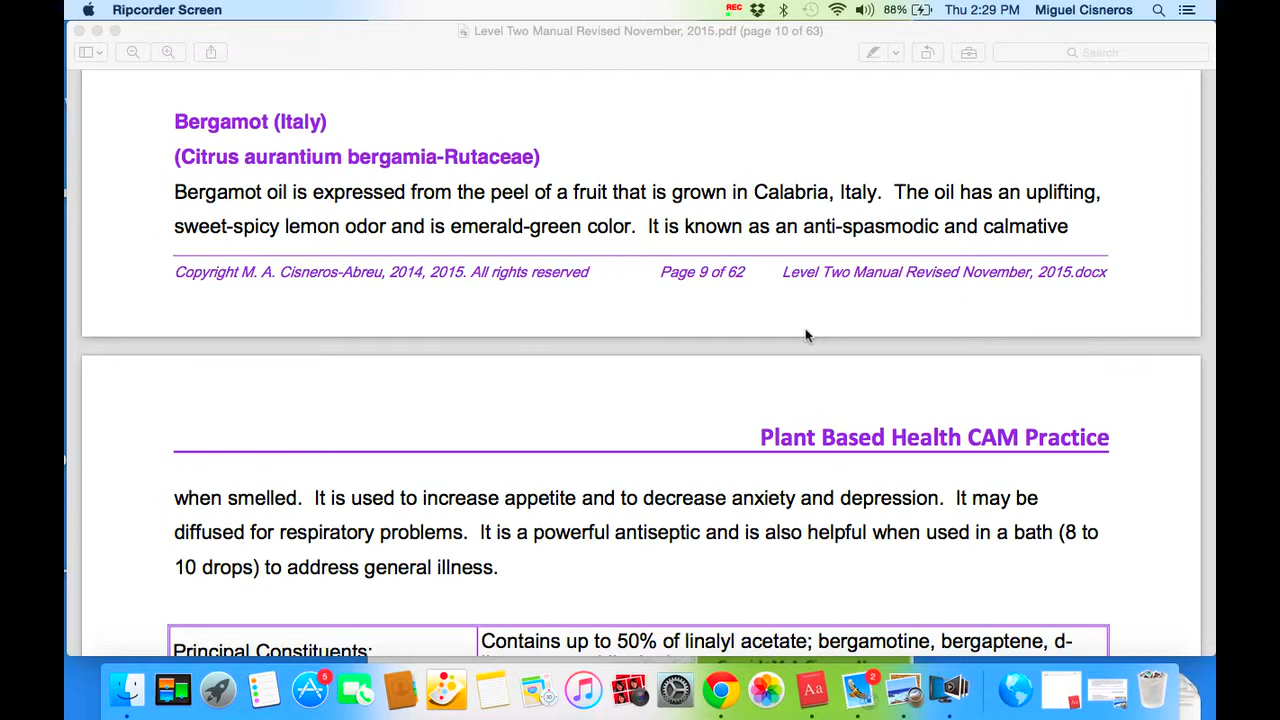 Ripcorder Screen
REC
88%
Thu 2:29 PM
Miguel Cisneros
Level Two Manual Revised November, 2015.pdf (page 10 of 63)
Search
Bergamot (Italy)
(Citrus aurantium bergamia-Rutaceae)
Bergamot oil is expressed from the peel of a fruit that is grown in Calabria, Italy. The oil has an uplifting,
sweet-spicy lemon odor and is emerald-green color. It is known as an anti-spasmodic and calmative
Copyright M. A. Cisneros-Abreu, 2014, 2015. All rights reserved Page 9 of 62 Level Two Manual Revised November, 2015.docx
Plant Based Health CAM Practice
when smelled. It is used to increase appetite and to decrease anxiety and depression. It may be
diffused for respiratory problems. It is a powerful antiseptic and is also helpful when used in a bath (8 to
10 drops) to address general illness.
Principal Constituents:
Contains up to 50% of linalyl acetate; bergamotine, bergaptene, d-
5
30
Aa
2